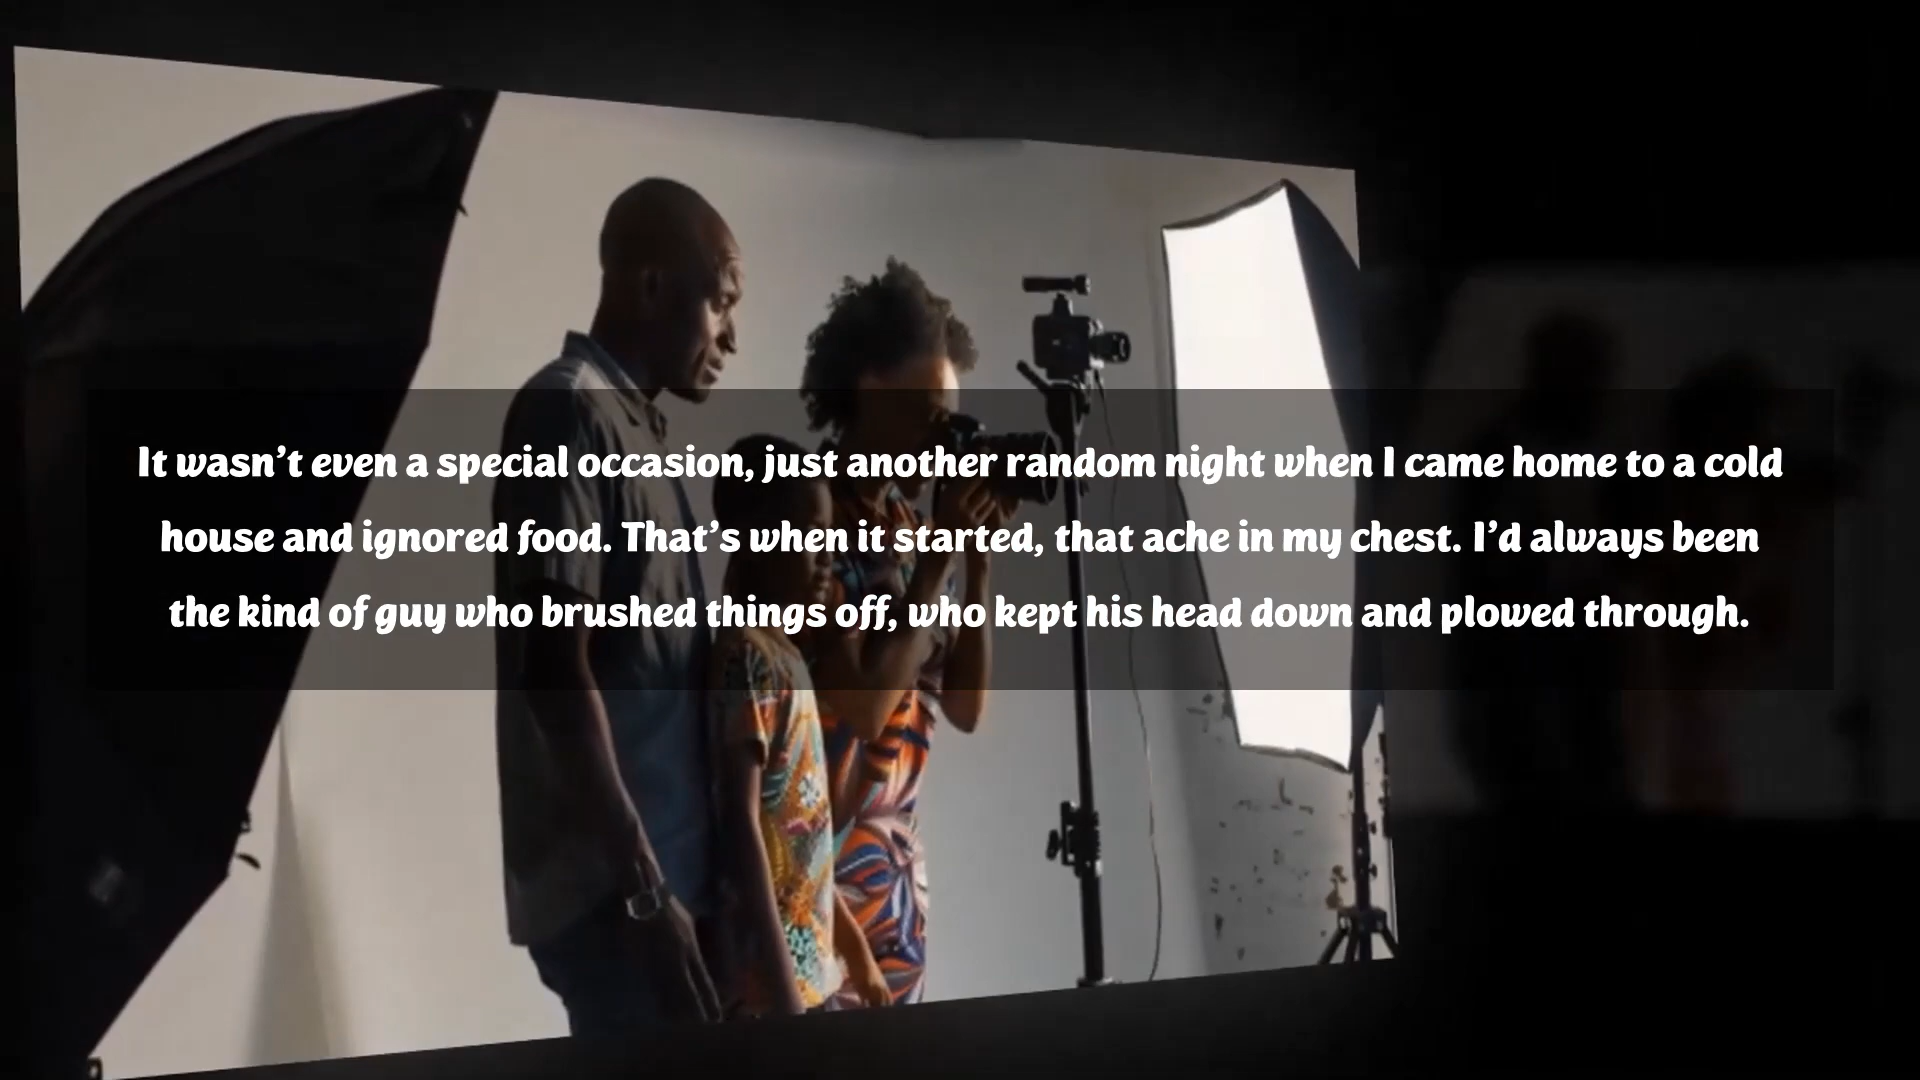 It wasn’t even a special occasion, just another random night when I came home to a cold
house and ignored food. That’s when it started, that ache in my chest. I’d always been
the kind of guy who brushed things off, who kept his head down and plowed through.